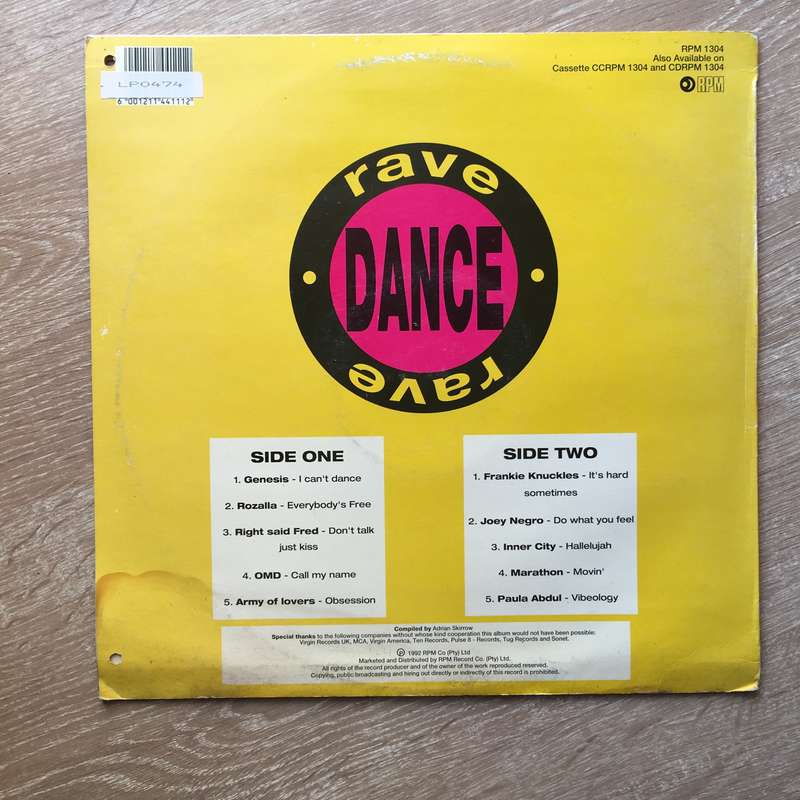 LP0474
6 001211 441112
RPM 1304
Also Available on
Cassette CCRPM 1304 and CDRPM 1304
RPM
rave
DANCE
rave
SIDE ONE
1. Genesis - I can't dance
2. Rozalla - Everybody's Free
3. Right said Fred - Don't talk
just kiss
4. OMD - Call my name
5. Army of lovers - Obsession
SIDE TWO
1. Frankie Knuckles - It's hard
sometimes
2. Joey Negro - Do what you feel
3. Inner City - Hallelujah
4. Marathon - Movin'
5. Paula Abdul - Vibeology
Compiled by Adrian Skirrow
Special thanks to the following companies without whose kind cooperation this album would not have been possible:
Virgin Records UK, MCA, Virgin America, Ten Records, Pulse 8 - Records, Tug Records and Sonet.
℗ 1992 RPM Co (Pty) Ltd
Marketed and Distributed by RPM Record Co. (Pty) Ltd.
All rights of the record producer and of the owner of the work reproduced reserved.
Copying, public broadcasting and hiring out directly or indirectly of this record is prohibited.